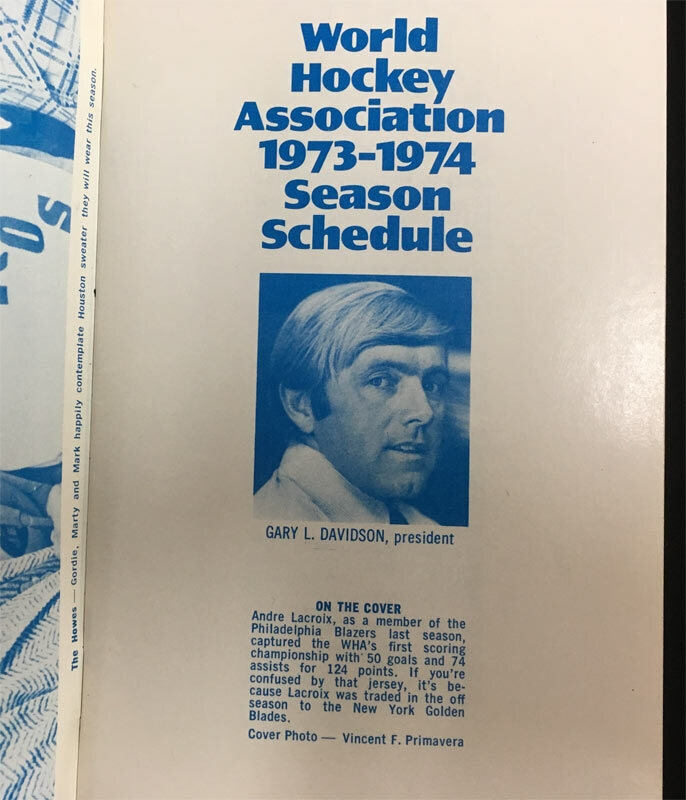 World
Hockey
Association
1973-1974
Season
Schedule
GARY L. DAVIDSON, president
ON THE COVER
Andre Lacroix, as a member of the
Philadelphia Blazers last season,
captured the WHA's first scoring
championship with 50 goals and 74
assists for 124 points. If you're
confused by that jersey, it's be-
cause Lacroix was traded in the off
season to the New York Golden
Blades.
Cover Photo — Vincent F. Primavera
The Howes — Gordie, Marty and Mark happily contemplate Houston sweater they will wear this season.